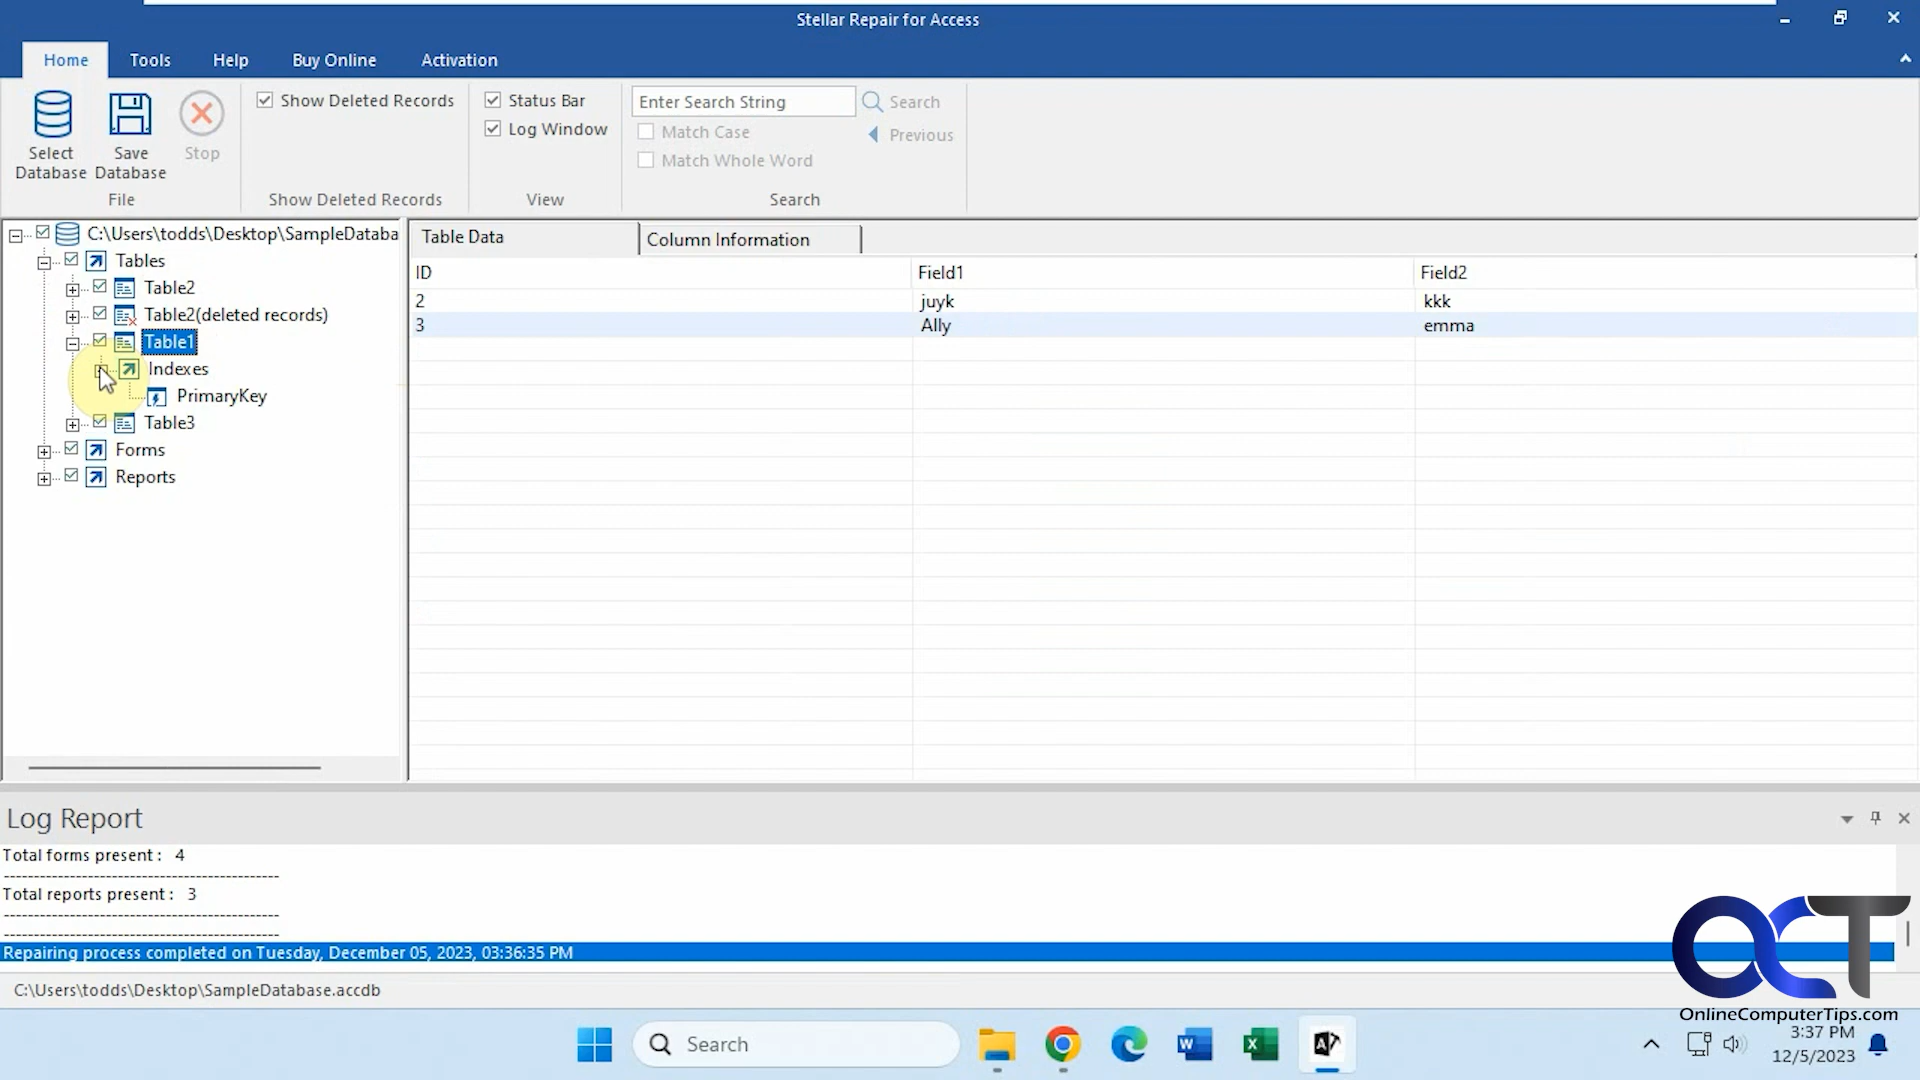 Stellar Repair for Access
Home Tools Help Buy Online Activation
Select Database
Save Database
Stop
File
Show Deleted Records
Show Deleted Records
Status Bar
Log Window
View
Enter Search String
Search
Match Case
Previous
Match Whole Word
Search
C:\Users\todds\Desktop\SampleDataba
Tables
Table2
Table2(deleted records)
Table1
Indexes
PrimaryKey
Table3
Forms
Reports
Table Data Column Information
ID Field1 Field2
2 juyk kkk
3 Ally emma
Log Report
Total forms present : 4
----------------------------------------------
Total reports present : 3
----------------------------------------------
----------------------------------------------
Repairing process completed on Tuesday, December 05, 2023, 03:36:35 PM
C:\Users\todds\Desktop\SampleDatabase.accdb
OCT
OnlineComputerTips.com
Search
3:37 PM
12/5/2023